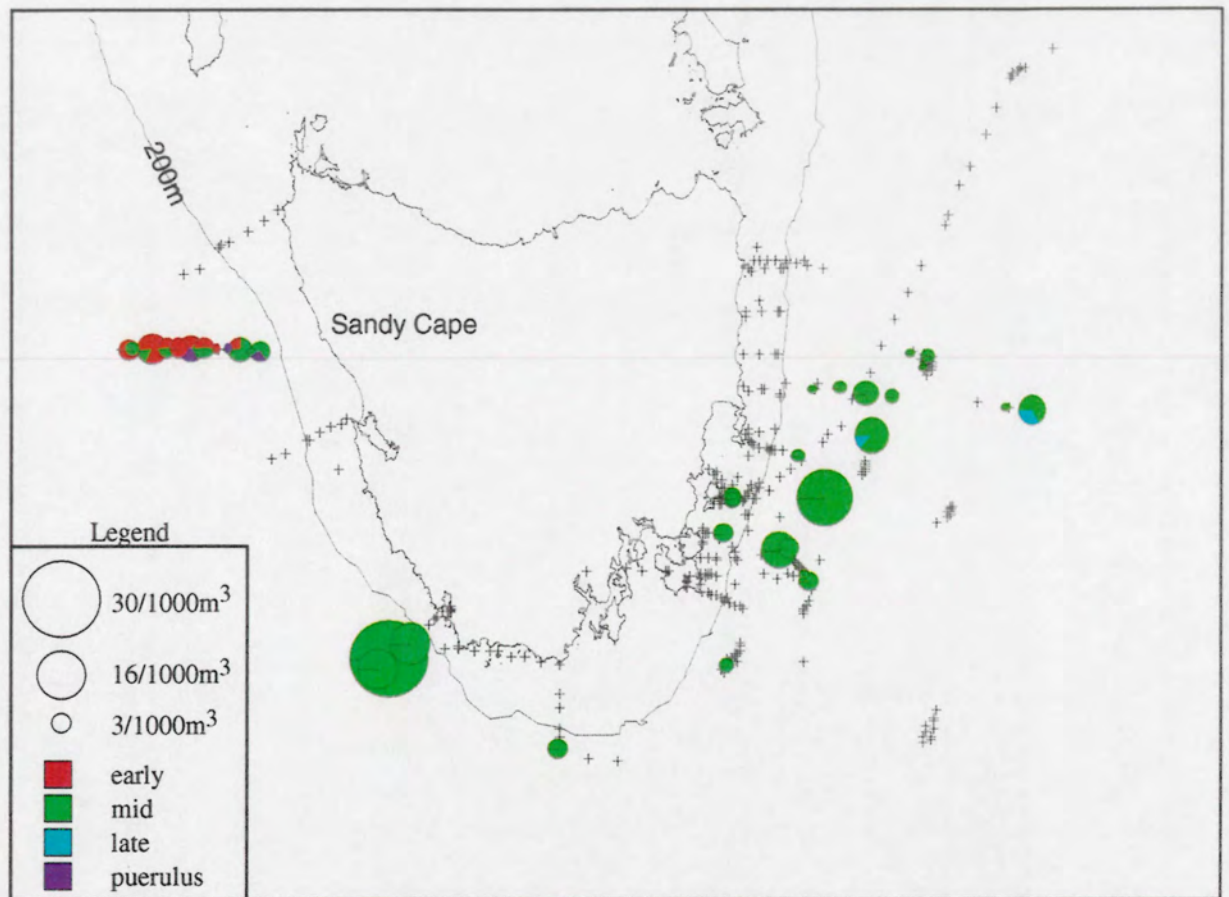 200m
Sandy Cape
Legend
30/1000m³
16/1000m³
3/1000m³
early
mid
late
puerulus